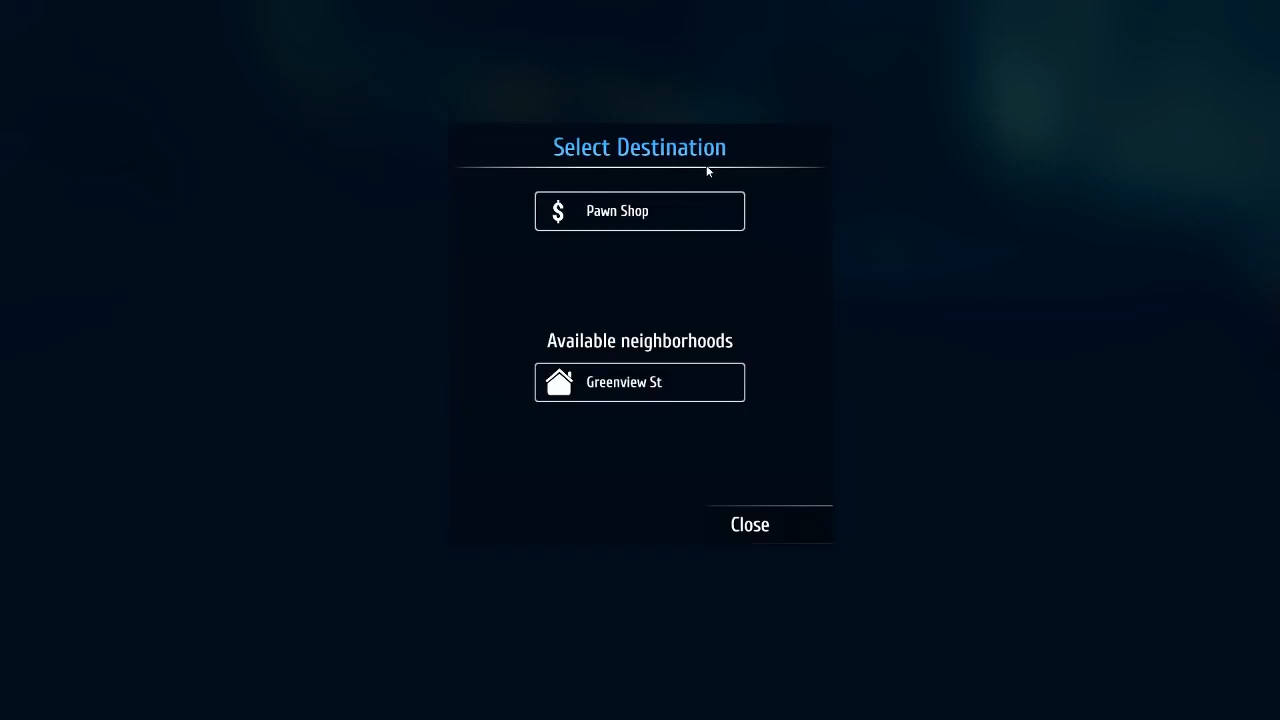 Select Destination
$ Pawn Shop
Available neighborhoods
Greenview St
Close